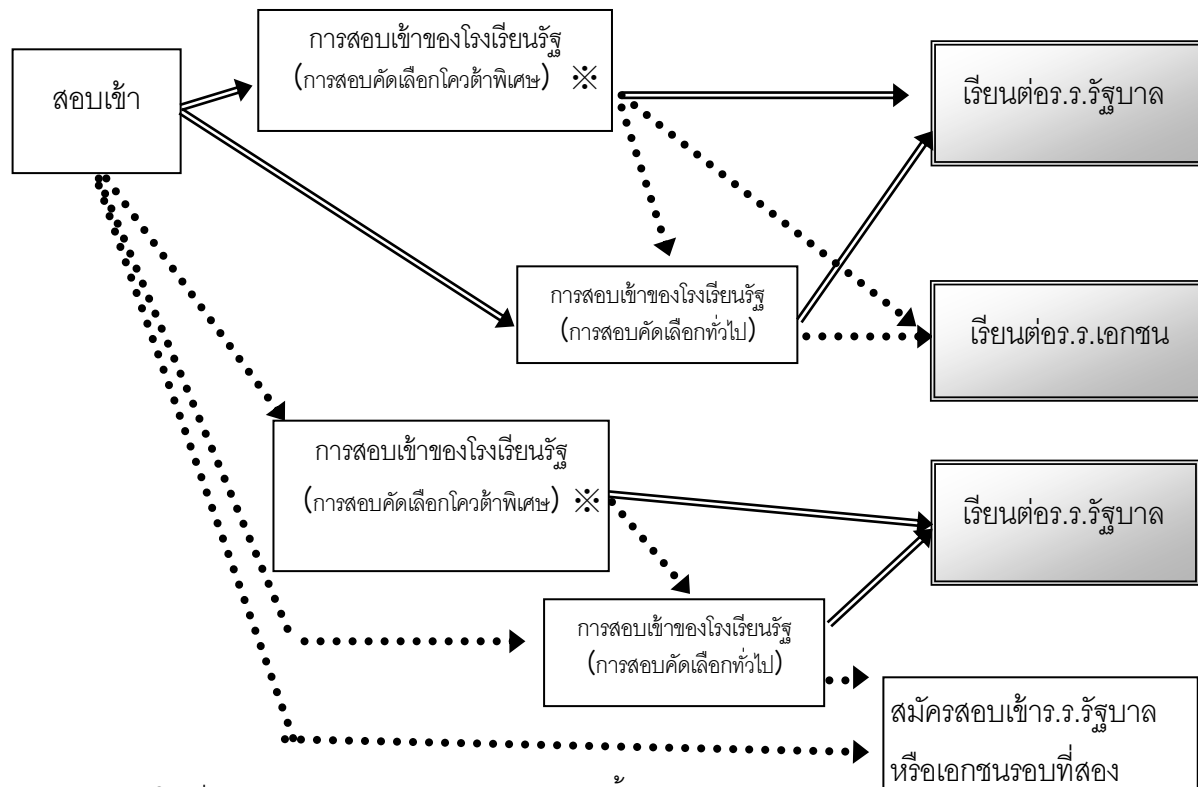 สอบเข้า
การสอบเข้าของโรงเรียนรัฐ
(การสอบคัดเลือกโควต้าพิเศษ) ※
เรียนต่อร.ร.รัฐบาล
การสอบเข้าของโรงเรียนรัฐ
(การสอบคัดเลือกทั่วไป)
เรียนต่อร.ร.เอกชน
การสอบเข้าของโรงเรียนรัฐ
(การสอบคัดเลือกโควต้าพิเศษ) ※
เรียนต่อร.ร.รัฐบาล
การสอบเข้าของโรงเรียนรัฐ
(การสอบคัดเลือกทั่วไป)
สมัครสอบเข้าร.ร.รัฐบาล
หรือเอกชนรอบที่สอง